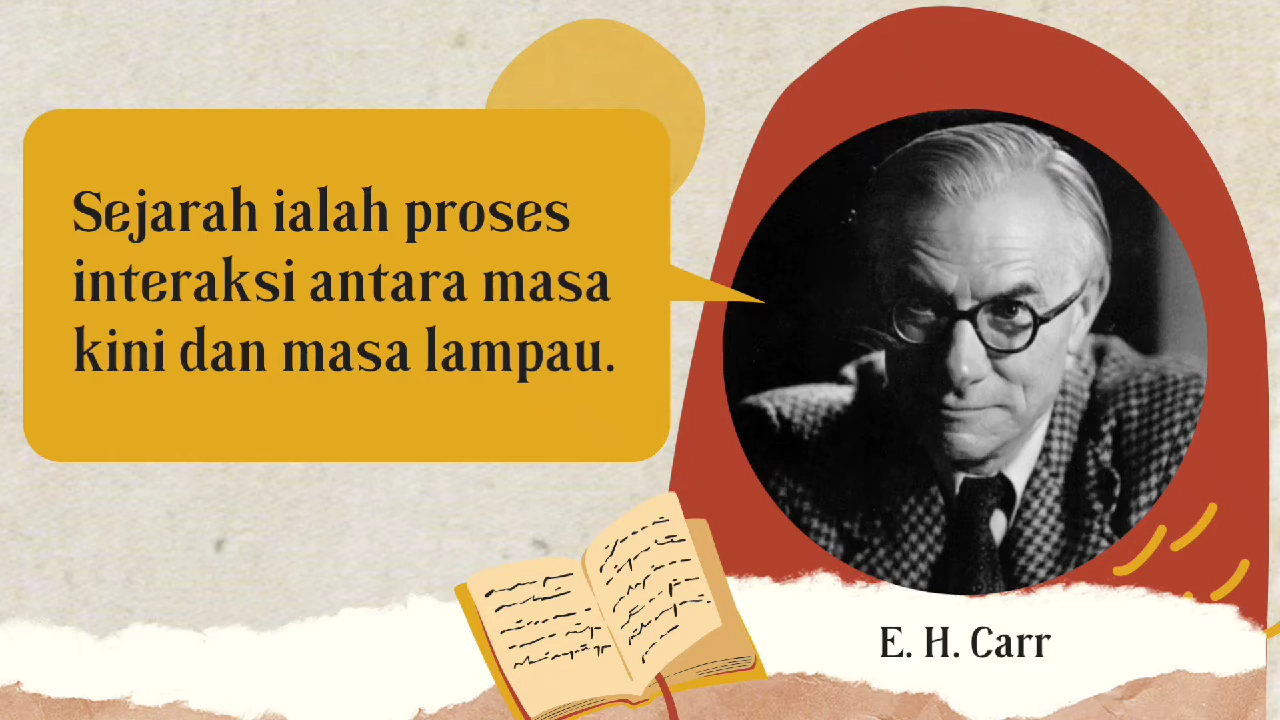 Sejarah ialah proses
interaksi antara masa
kini dan masa lampau.
E. H. Carr